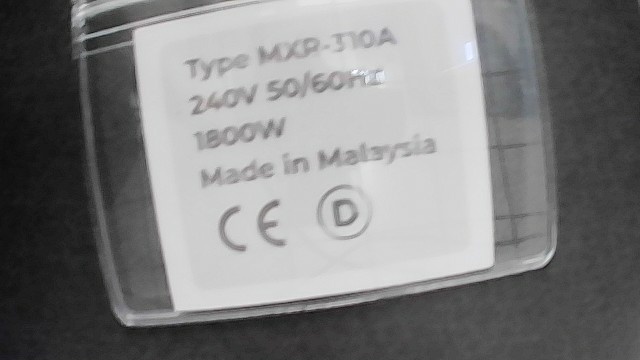 Type MXR-310A
240V 50/60Hz
1800W
Made in Malaysia
CE D